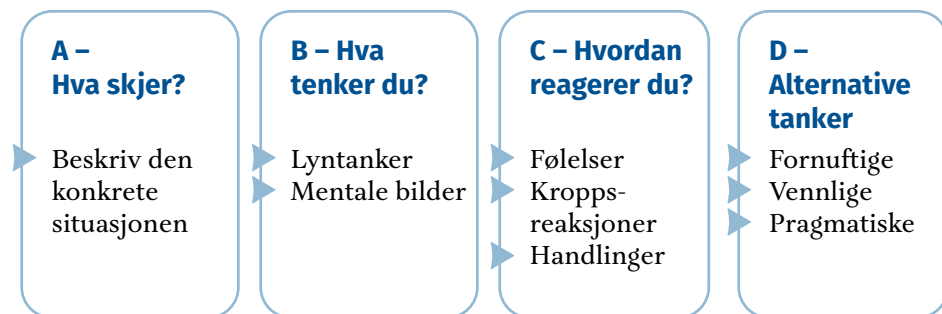 A –
Hva skjer?
Beskriv den
konkrete
situasjonen
B – Hva
tenker du?
Lyntanker
Mentale bilder
C – Hvordan
reagerer du?
Følelser
Kropps-
reaksjoner
Handlinger
D –
Alternative
tanker
Fornuftige
Vennlige
Pragmatiske